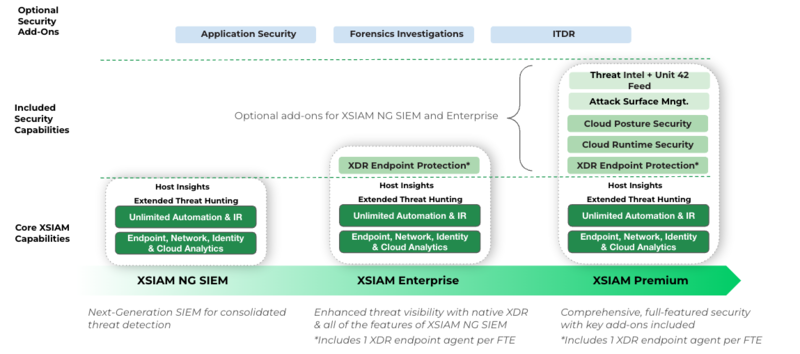 Optional
Security
Add-Ons
Application Security
Forensics Investigations
ITDR
Included
Security
Capabilities
Optional add-ons for XSIAM NG SIEM and Enterprise
Threat Intel + Unit 42
Feed
Attack Surface Mngt.
Cloud Posture Security
Cloud Runtime Security
XDR Endpoint Protection*
XDR Endpoint Protection*
Core XSIAM
Capabilities
Host Insights
Extended Threat Hunting
Unlimited Automation & IR
Endpoint, Network, Identity
& Cloud Analytics
Host Insights
Extended Threat Hunting
Unlimited Automation & IR
Endpoint, Network, Identity
& Cloud Analytics
Host Insights
Extended Threat Hunting
Unlimited Automation & IR
Endpoint, Network, Identity
& Cloud Analytics
XSIAM NG SIEM
XSIAM Enterprise
XSIAM Premium
Next-Generation SIEM for consolidated
threat detection
Enhanced threat visibility with native XDR
& all of the features of XSIAM NG SIEM
*Includes 1 XDR endpoint agent per FTE
Comprehensive, full-featured security
with key add-ons included
*Includes 1 XDR endpoint agent per FTE